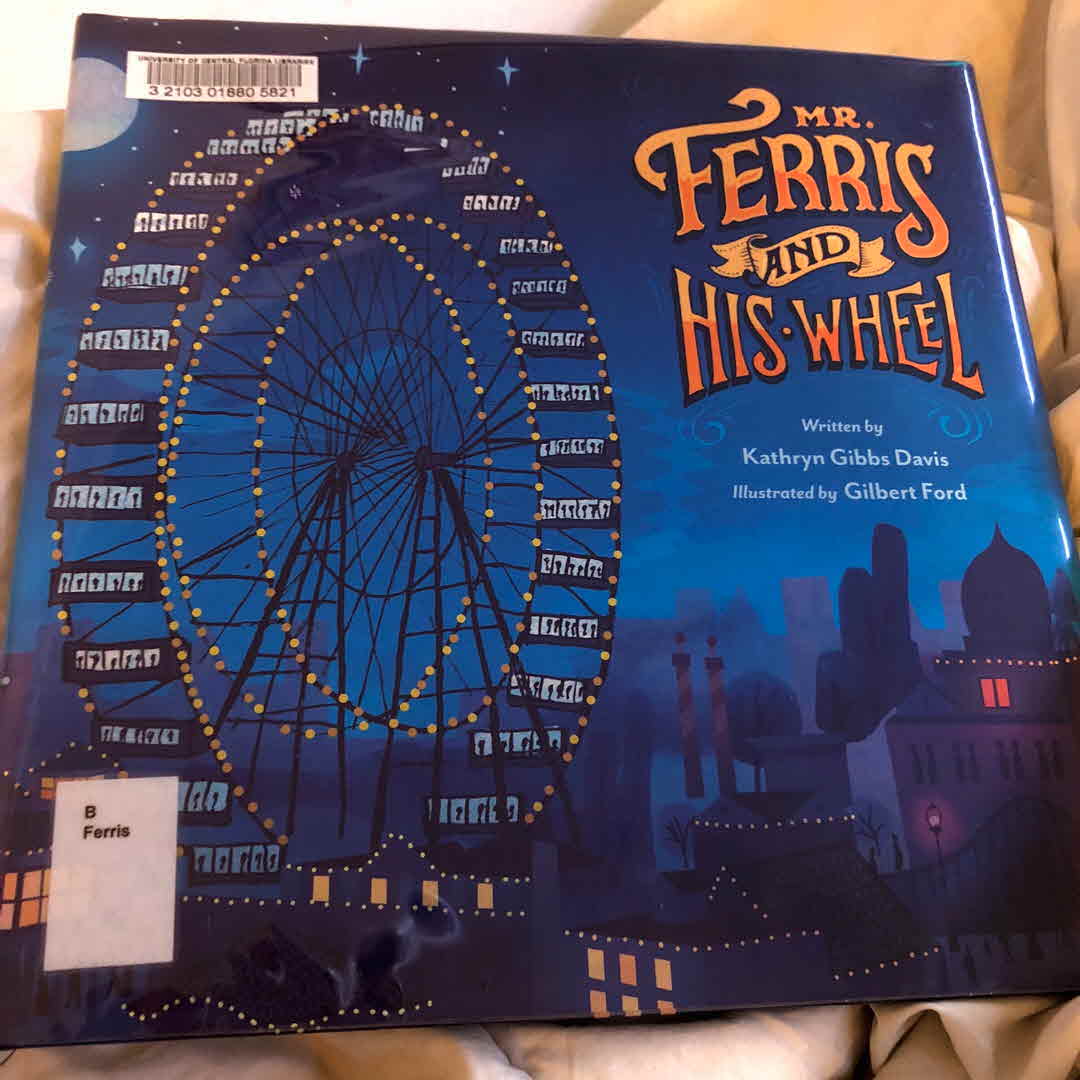 UNIVERSITY OF CENTRAL FLORIDA LIBRARIES
3 2103 01880 5821
MR.
FERRIS
AND
HIS·WHEEL
Written by
Kathryn Gibbs Davis
Illustrated by Gilbert Ford
B
Ferris